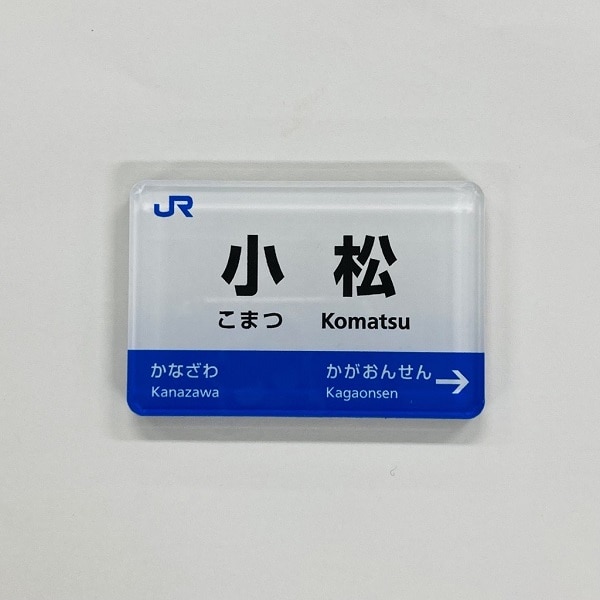 JR
小松
こまつ Komatsu
かなざわ かがおんせん →
Kanazawa Kagaonsen